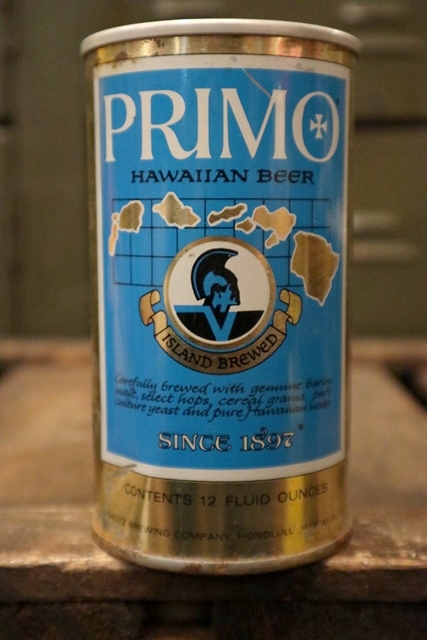 PRIMO
HAWAIIAN BEER
ISLAND BREWED
Carefully brewed with genuine barley
malt, select hops, cereal grains, pure
culture yeast and pure Hawaiian water
SINCE 1897
CONTENTS 12 FLUID OUNCES
BREWING COMPANY, HONOLULU,